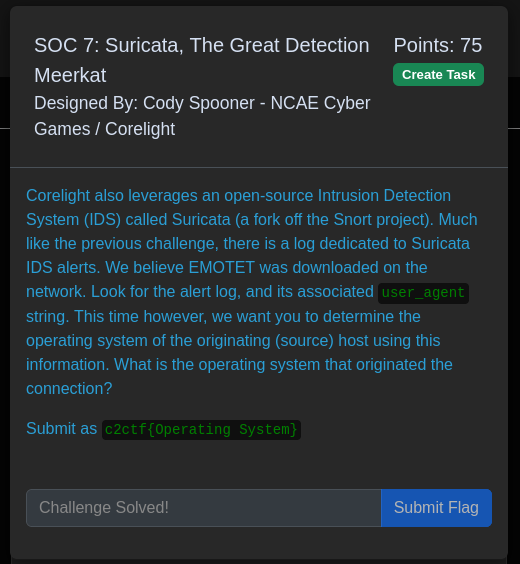 SOC 7: Suricata, The Great Detection
Meerkat
Points: 75
Create Task
Designed By: Cody Spooner - NCAE Cyber
Games / Corelight
Corelight also leverages an open-source Intrusion Detection
System (IDS) called Suricata (a fork off the Snort project). Much
like the previous challenge, there is a log dedicated to Suricata
IDS alerts. We believe EMOTET was downloaded on the
network. Look for the alert log, and its associated user_agent
string. This time however, we want you to determine the
operating system of the originating (source) host using this
information. What is the operating system that originated the
connection?
Submit as c2ctf{Operating System}
Challenge Solved!
Submit Flag